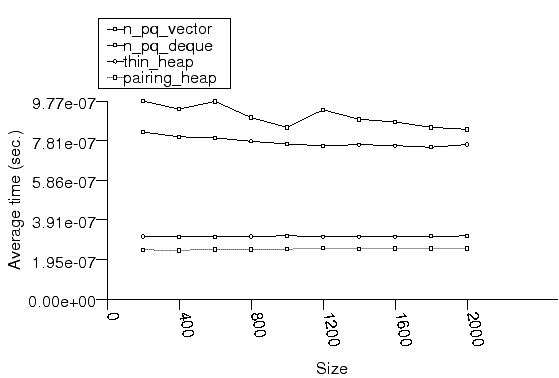 n_pq_vector
n_pq_deque
thin_heap
pairing_heap
9.77e-07
7.81e-07
5.86e-07
3.91e-07
1.95e-07
0.00e+00
Average time (sec.)
0
400
800
1200
1600
2000
Size